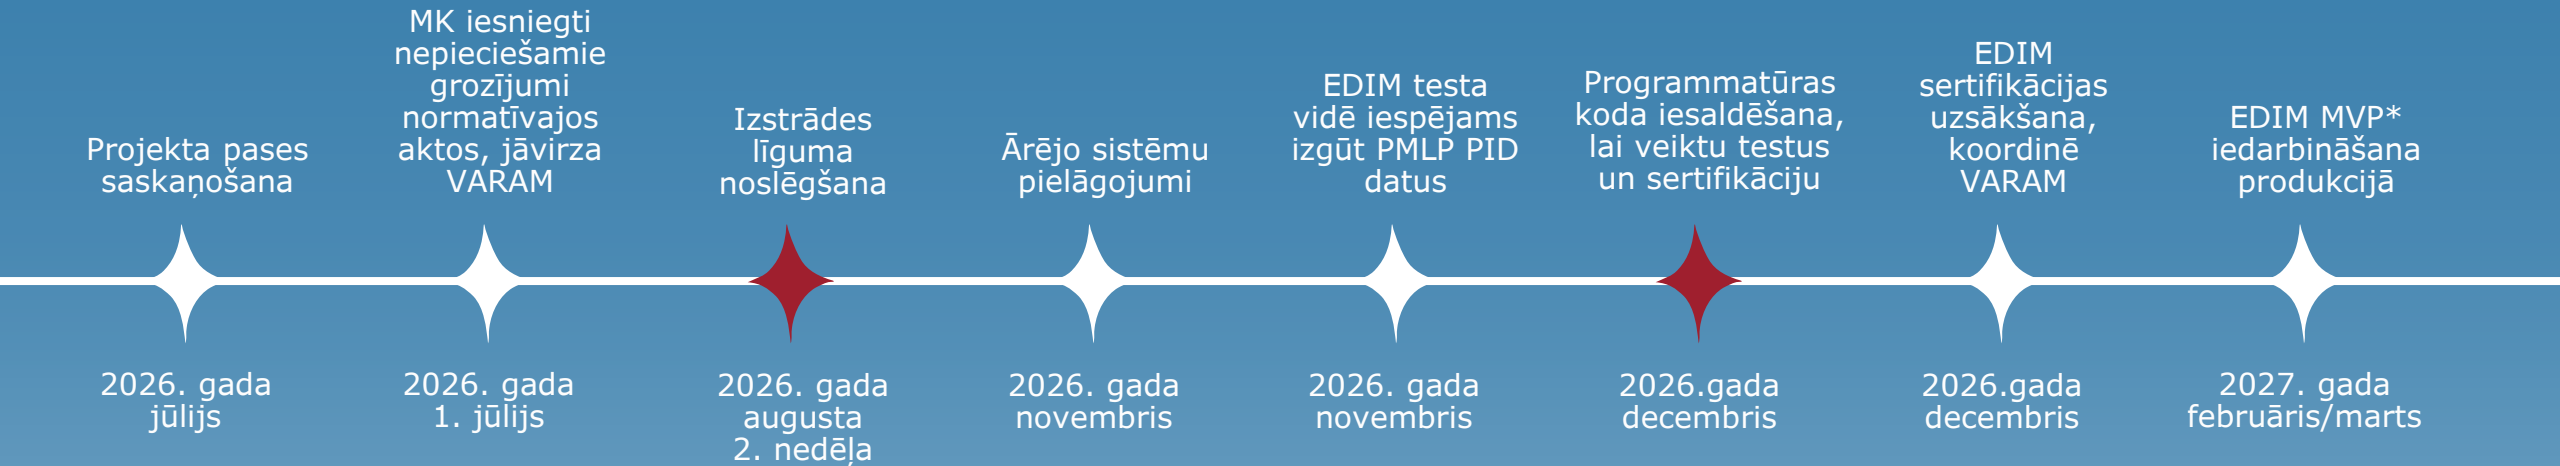 Projekta pases
saskaņošana
2026. gada
jūlijs
MK iesniegti
nepieciešamie
grozījumi
normatīvajos
aktos, jāvirza
VARAM
2026. gada
1. jūlijs
Izstrādes
līguma
noslēgšana
2026. gada
augusta
2. nedēļa
Ārējo sistēmu
pielāgojumi
2026. gada
novembris
EDIM testa
vidē iespējams
izgūt PMLP PID
datus
2026. gada
novembris
Programmatūras
koda iesaldēšana,
lai veiktu testus
un sertifikāciju
2026.gada
decembris
EDIM
sertifikācijas
uzsākšana,
koordinē
VARAM
2026.gada
decembris
EDIM MVP*
iedarbināšana
produkcijā
2027. gada
februāris/marts